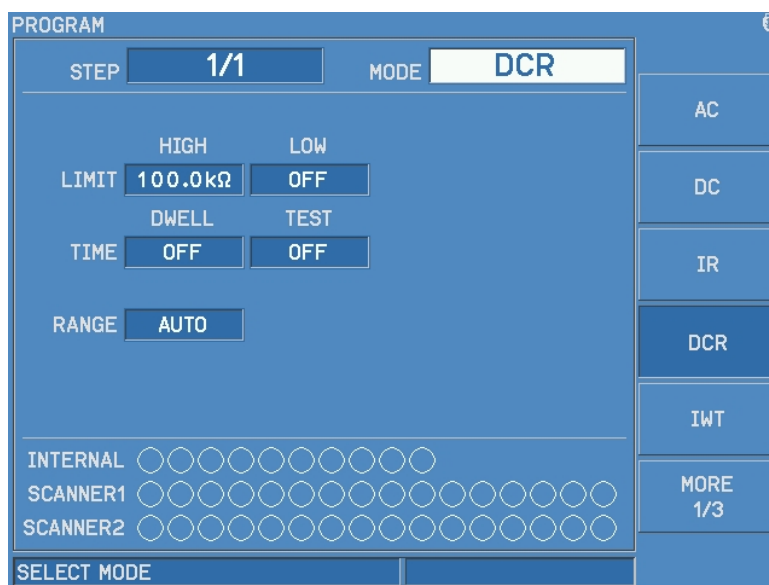 PROGRAM
STEP 1/1 MODE DCR
HIGH LOW
LIMIT 100.0kΩ OFF
DWELL TEST
TIME OFF OFF
RANGE AUTO
INTERNAL
SCANNER1
SCANNER2
SELECT MODE
AC
DC
IR
DCR
IWT
MORE
1/3